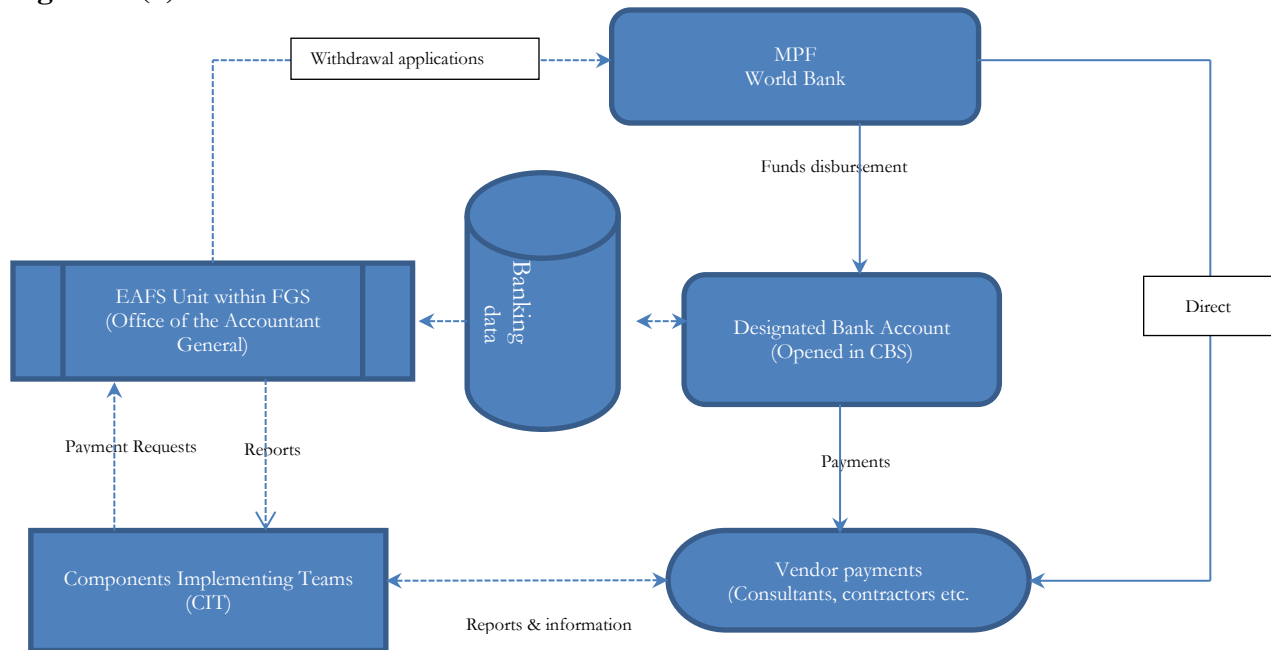 MPF
World Bank
Withdrawal applications
Funds disbursement
Banking
data
EAFS Unit within FGS
(Office of the Accountant
General)
Designated Bank Account
(Opened in CBS)
Direct
Payment Requests
Reports
Payments
Components Implementing Teams
(CIT)
Vendor payments
(Consultants, contractors etc.
Reports & information